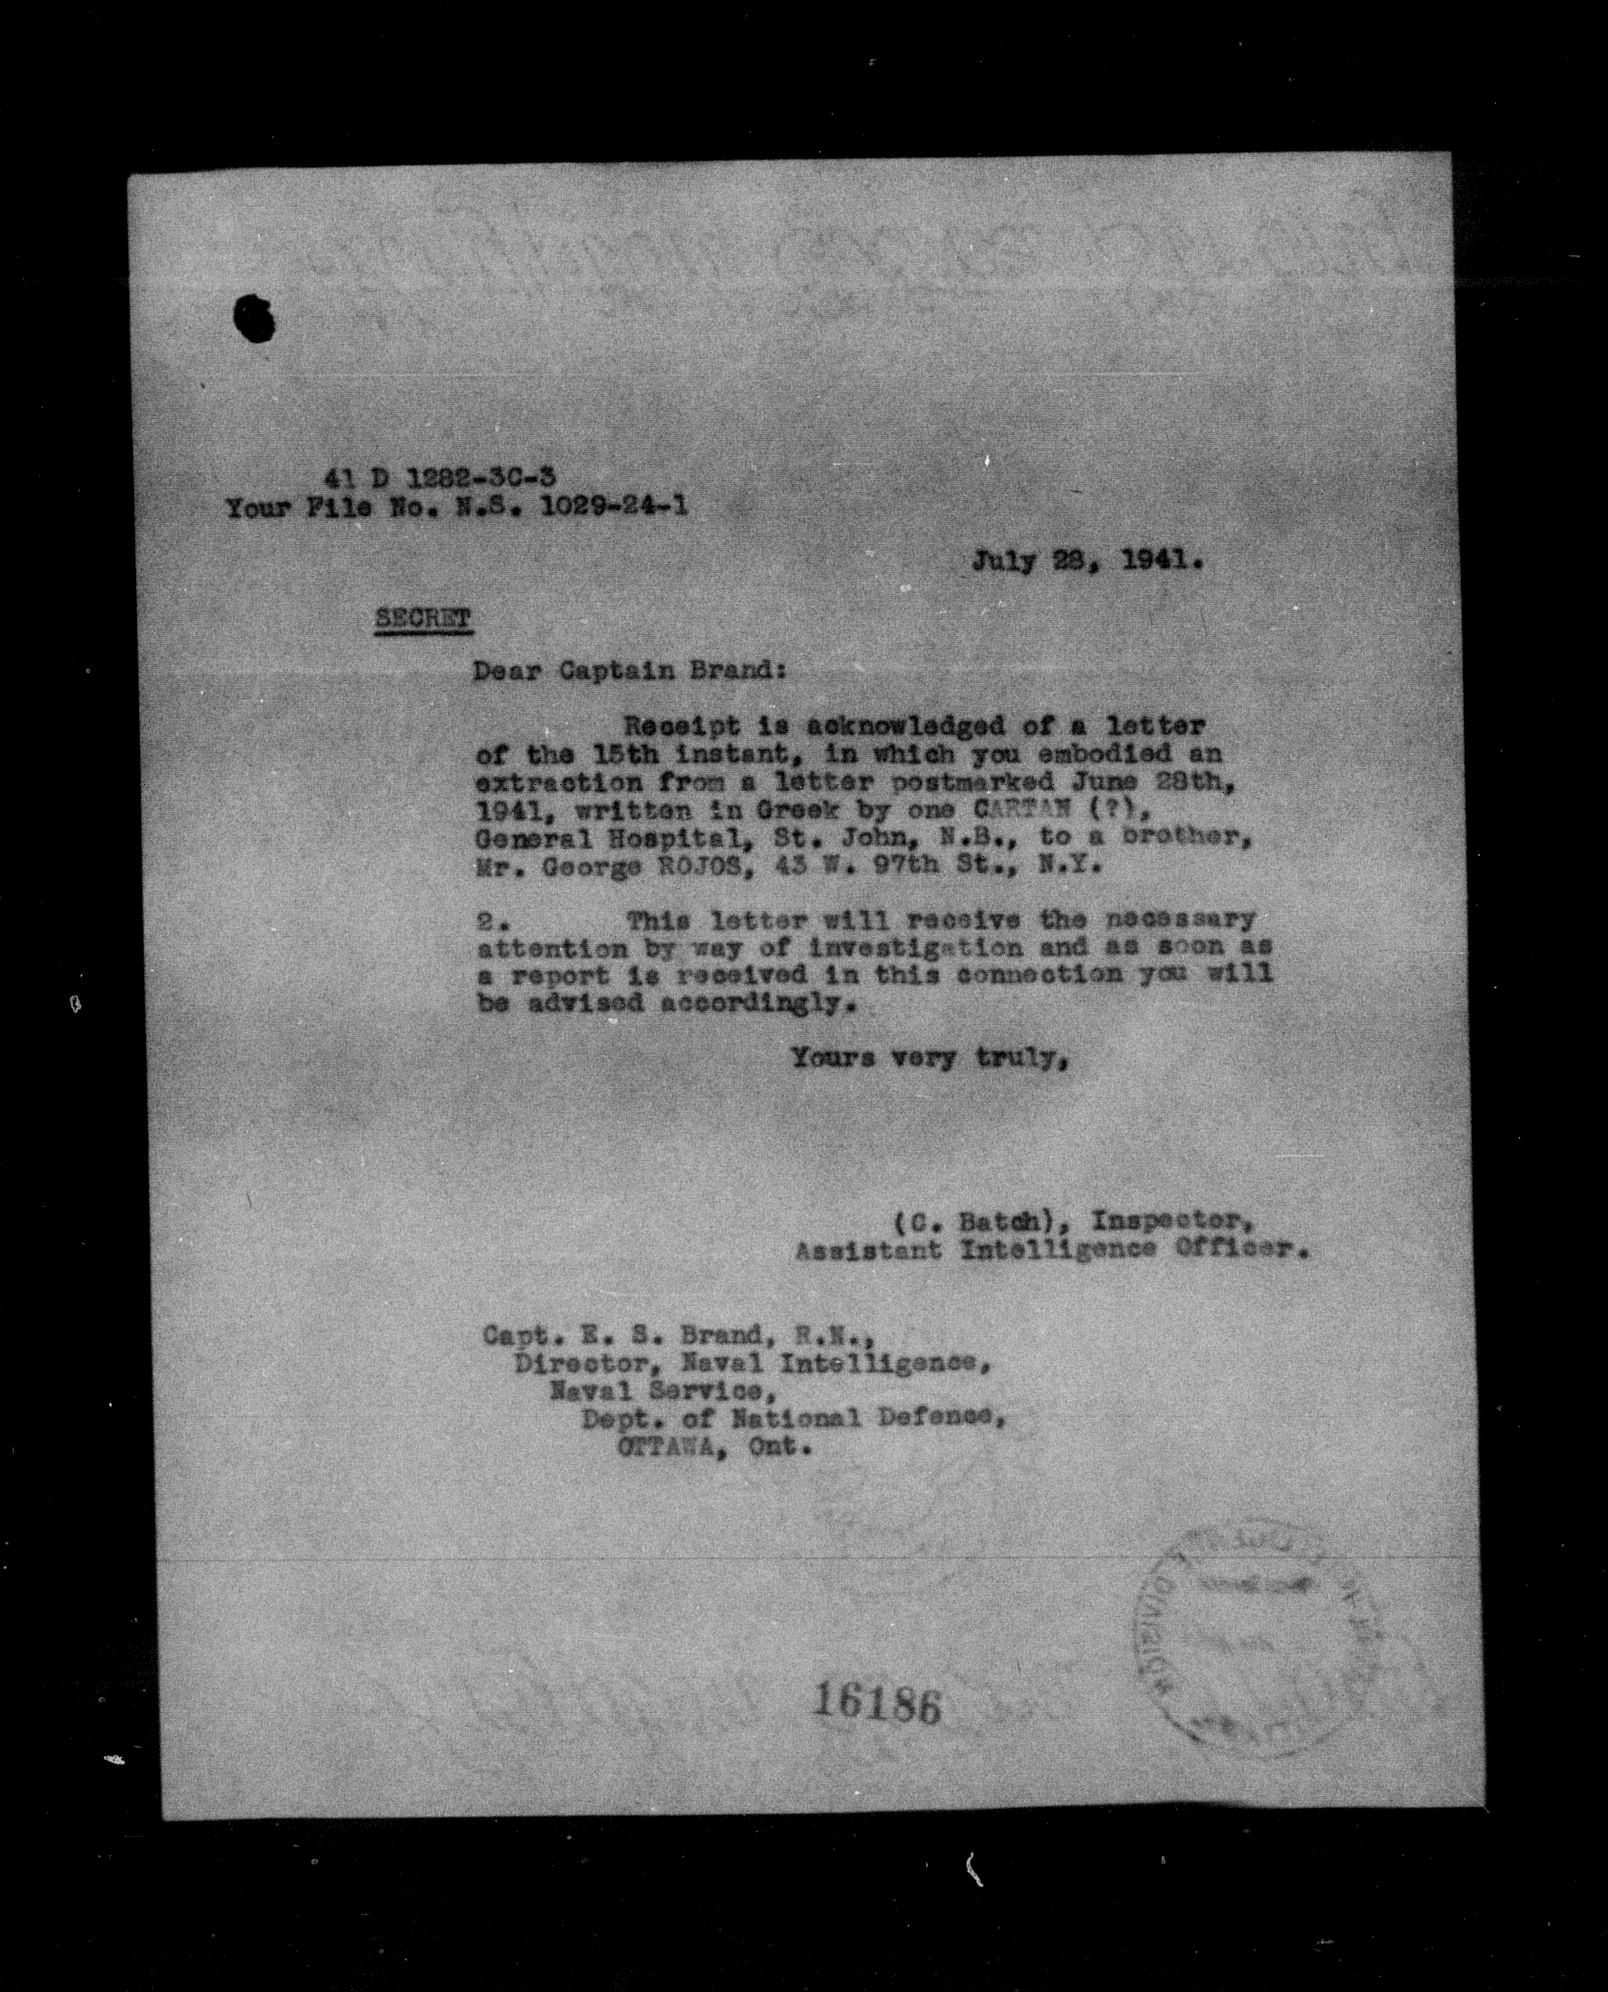 41 D 1282-3C-3
Your File No. N.S. 1029-24-1
July 28, 1941.
SECRET
Dear Captain Brand:
Receipt is acknowledged of a letter
of the 15th instant, in which you embodied an
extraction from a letter postmarked June 28th,
1941, written in Greek by one CARTAN (?),
General Hospital, St. John, N.B., to a brother,
Mr. George ROJOS, 43 W. 97th St., N.Y.
2. This letter will receive the necessary
attention by way of investigation and as soon as
a report is received in this connection you will
be advised accordingly.
Yours very truly,
(C. Batch), Inspector,
Assistant Intelligence Officer.
Capt. E. S. Brand, R.N.,
Director, Naval Intelligence,
Naval Service,
Dept. of National Defence,
OTTAWA, Ont.
DIVISION
16186